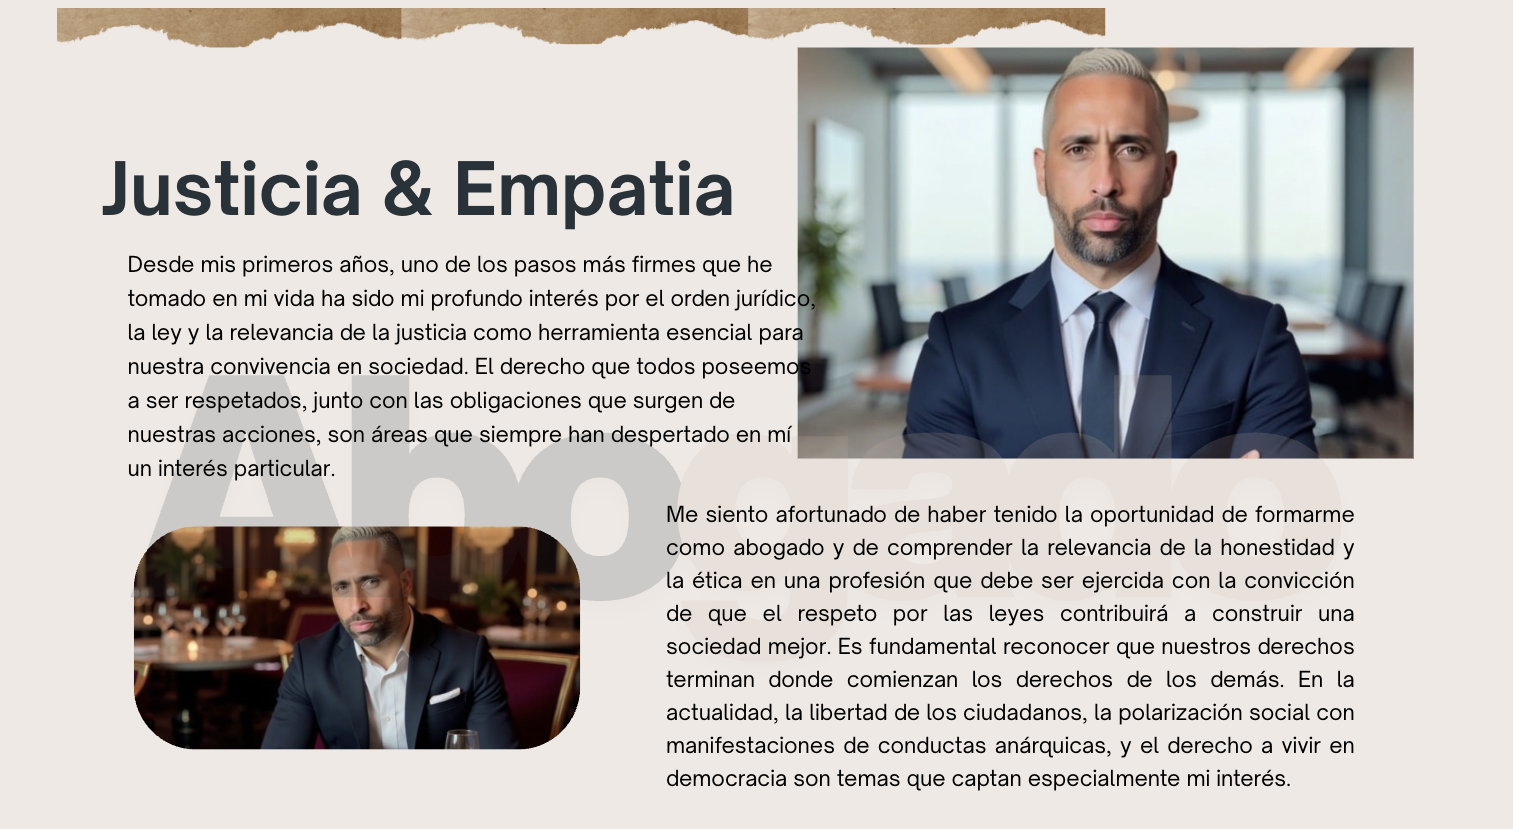 Justicia & Empatia
Desde mis primeros años, uno de los pasos más firmes que he
tomado en mi vida ha sido mi profundo interés por el orden jurídico,
la ley y la relevancia de la justicia como herramienta esencial para
nuestra convivencia en sociedad. El derecho que todos poseemos
a ser respetados, junto con las obligaciones que surgen de
nuestras acciones, son áreas que siempre han despertado en mí
un interés particular.
Abogado
Me siento afortunado de haber tenido la oportunidad de formarme
como abogado y de comprender la relevancia de la honestidad y
la ética en una profesión que debe ser ejercida con la convicción
de que el respeto por las leyes contribuirá a construir una
sociedad mejor. Es fundamental reconocer que nuestros derechos
terminan donde comienzan los derechos de los demás. En la
actualidad, la libertad de los ciudadanos, la polarización social con
manifestaciones de conductas anárquicas, y el derecho a vivir en
democracia son temas que captan especialmente mi interés.